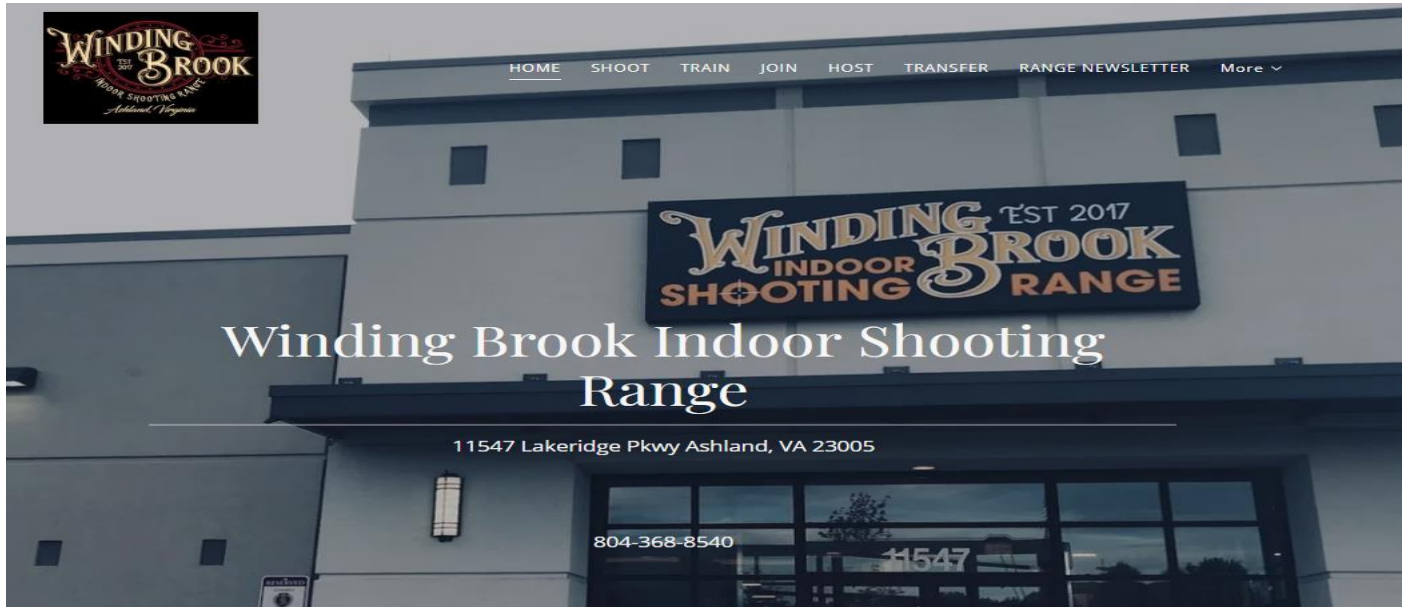 WINDING
EST
2017
BROOK
INDOOR SHOOTING RANGE
Ashland, Virginia
HOME SHOOT TRAIN JOIN HOST TRANSFER RANGE NEWSLETTER More
WINDING EST 2017
BROOK
INDOOR
SHOOTING RANGE
Winding Brook Indoor Shooting
Range
11547 Lakeridge Pkwy Ashland, VA 23005
804-368-8540
11547
RESERVED